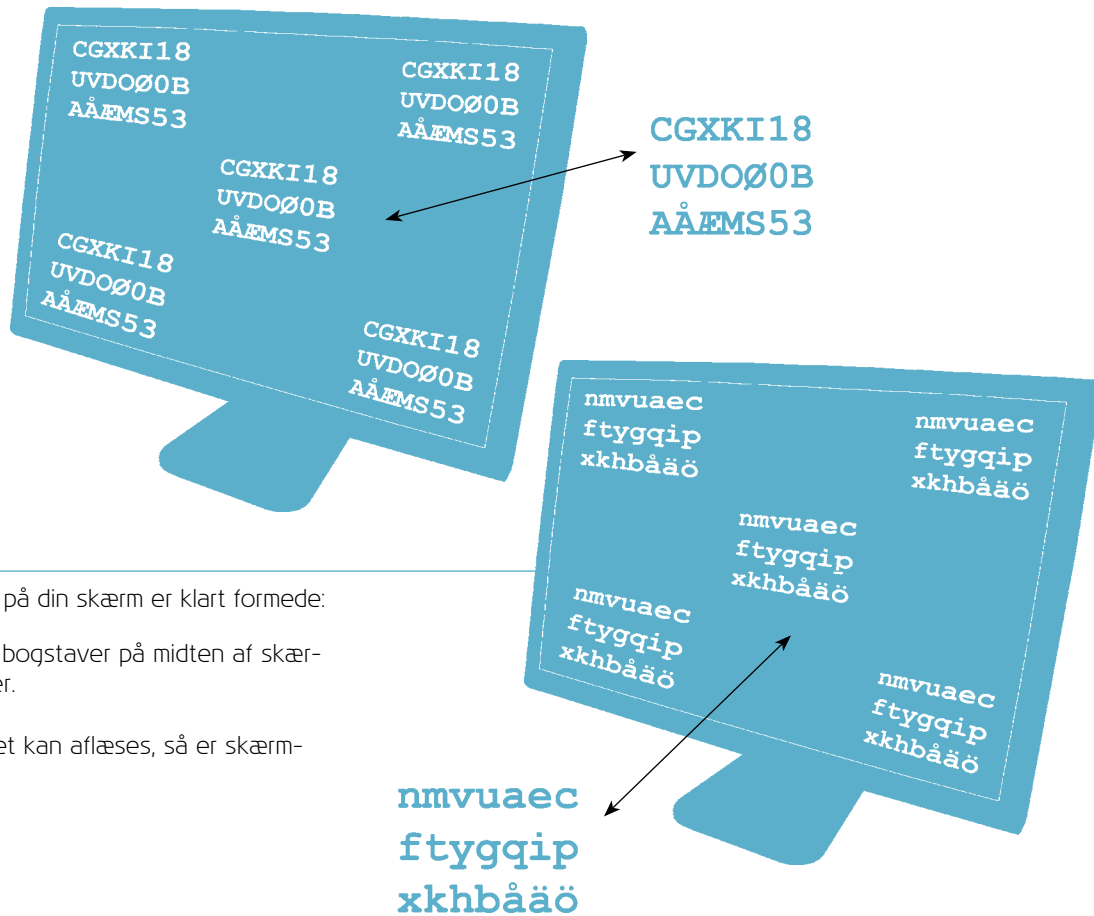 CGXKI18
UVDOØ0B
AÅÆMS53
CGXKI18
UVDOØ0B
AÅÆMS53
CGXKI18
UVDOØ0B
AÅÆMS53
CGXKI18
UVDOØ0B
AÅÆMS53
CGXKI18
UVDOØ0B
AÅÆMS53
CGXKI18
UVDOØ0B
AÅÆMS53
nmvuaec
ftygqip
xkhbåäö
nmvuaec
ftygqip
xkhbåäö
nmvuaec
ftygqip
xkhbåäö
nmvuaec
ftygqip
xkhbåäö
nmvuaec
ftygqip
xkhbåäö
på din skærm er klart formede:
bogstaver på midten af skær-
er.
et kan aflæses, så er skærm-
nmvuaec
ftygqip
xkhbåäö